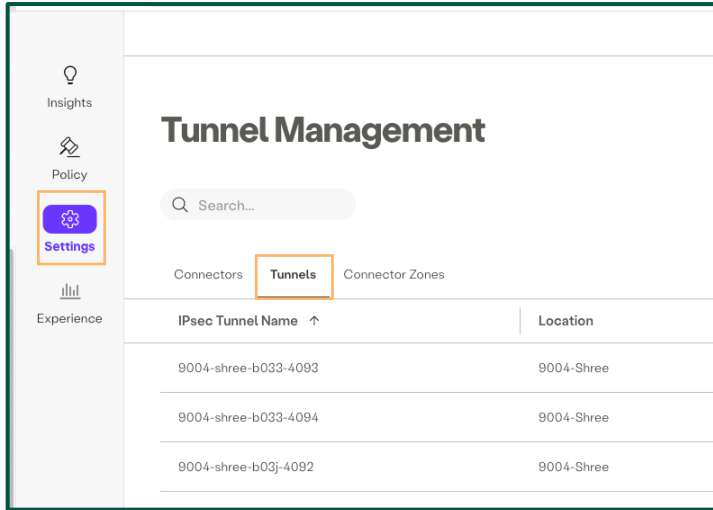 Insights
Policy
Settings
Experience
Tunnel Management
Search...
Connectors Tunnels Connector Zones
IPsec Tunnel Name ↑ Location
9004-shree-b033-4093 9004-Shree
9004-shree-b033-4094 9004-Shree
9004-shree-b03j-4092 9004-Shree